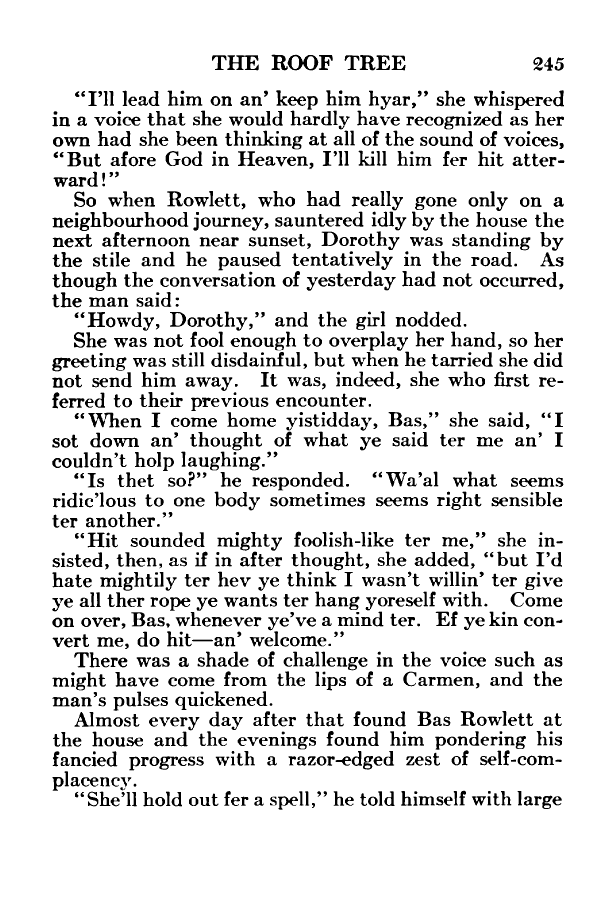 THE ROOF TREE 245
“I’ll lead him on an’ keep him hyar,” she whispered
in a voice that she would hardly have recognized as her
own had she been thinking at all of the sound of voices,
“But afore God in Heaven, I’ll kill him fer hit atter-
ward!”
So when Rowlett, who had really gone only on a
neighbourhood journey, sauntered idly by the house the
next afternoon near sunset, Dorothy was standing by
the stile and he paused tentatively in the road. As
though the conversation of yesterday had not occurred,
the man said:
“Howdy, Dorothy,” and the girl nodded.
She was not fool enough to overplay her hand, so her
greeting was still disdainful, but when he tarried she did
not send him away. It was, indeed, she who first re-
ferred to their previous encounter.
“When I come home yistidday, Bas,” she said, “I
sot down an’ thought of what ye said ter me an’ I
couldn’t holp laughing.”
“Is thet so?” he responded. “Wa’al what seems
ridic’lous to one body sometimes seems right sensible
ter another.”
“Hit sounded mighty foolish-like ter me,” she in-
sisted, then, as if in after thought, she added, “but I’d
hate mightily ter hev ye think I wasn’t willin’ ter give
ye all ther rope ye wants ter hang yoreself with. Come
on over, Bas, whenever ye’ve a mind ter. Ef ye kin con-
vert me, do hit—an’ welcome.”
There was a shade of challenge in the voice such as
might have come from the lips of a Carmen, and the
man’s pulses quickened.
Almost every day after that found Bas Rowlett at
the house and the evenings found him pondering his
fancied progress with a razor-edged zest of self-com-
placency.
“She’ll hold out fer a spell,” he told himself with large